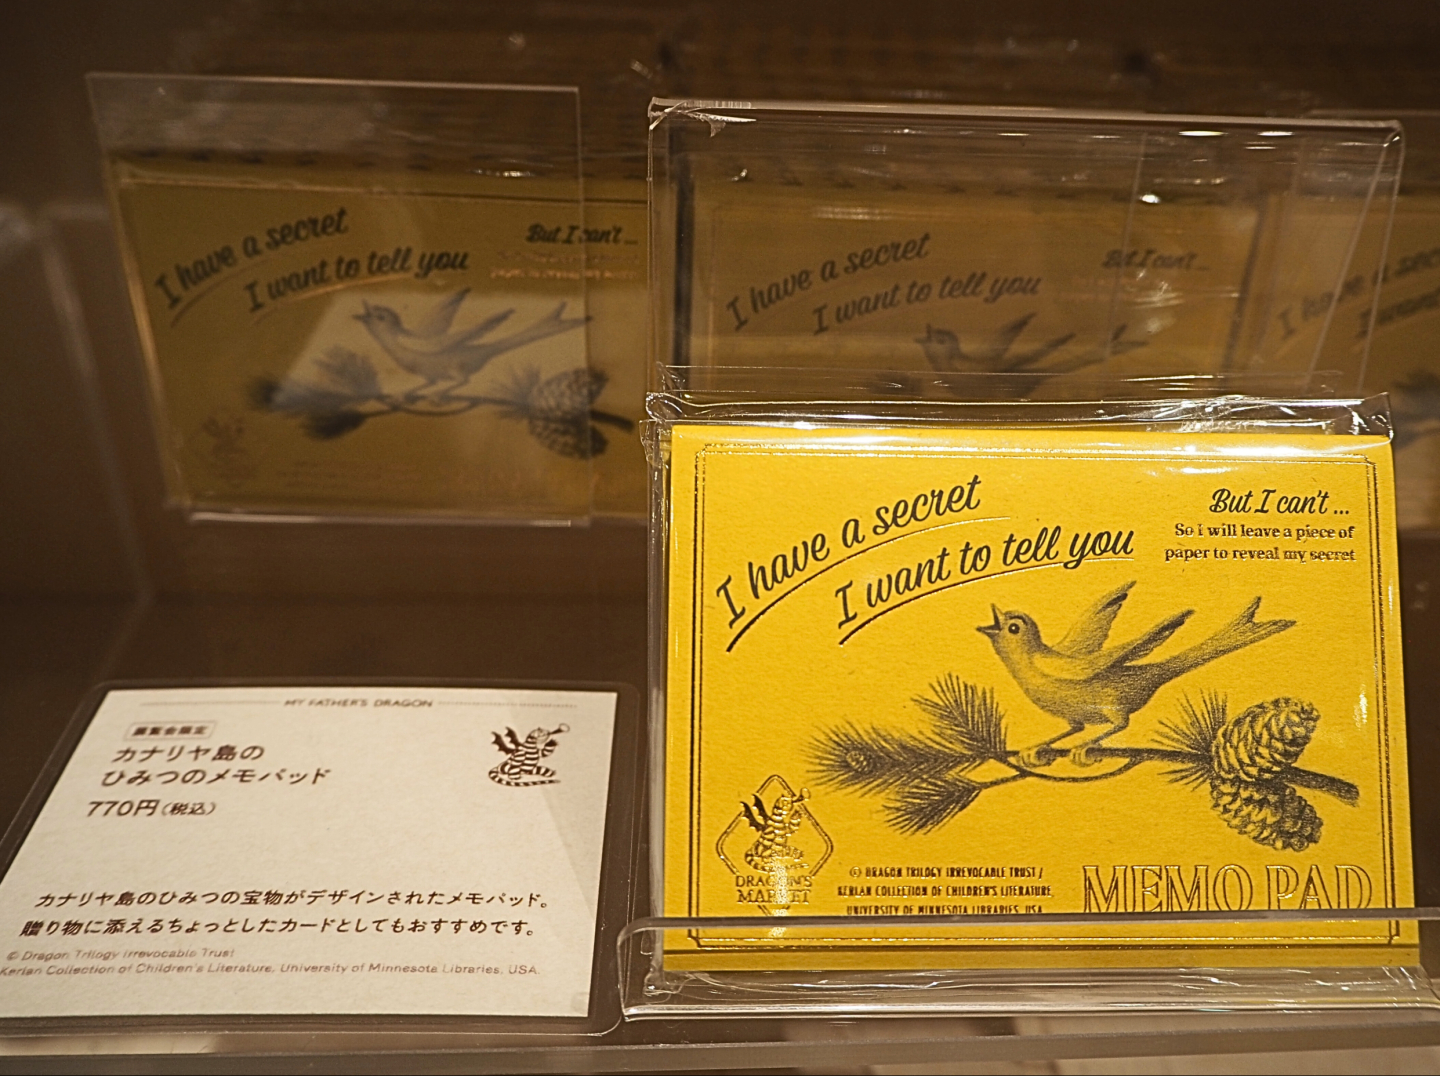 I have a secret
I want to tell you
But I can't ...
I have a secret
I want to tell you
But I can't ...
I have a secret
I want to tell you
But I can't ...
So I will leave a piece of
paper to reveal my secret
DRAGON'S
MARKET
© DRAGON TRILOGY IRREVOCABLE TRUST /
KERLAN COLLECTION OF CHILDREN'S LITERATURE,
UNIVERSITY OF MINNESOTA LIBRARIES, USA
MEMO PAD
MY FATHER'S DRAGON
展覧会限定
カナリヤ島の
ひみつのメモパッド
770円(税込)
カナリヤ島のひみつの宝物がデザインされたメモパッド。
贈り物に添えるちょっとしたカードとしてもおすすめです。
© Dragon Trilogy Irrevocable Trust
Kerlan Collection of Children's Literature, University of Minnesota Libraries, USA.